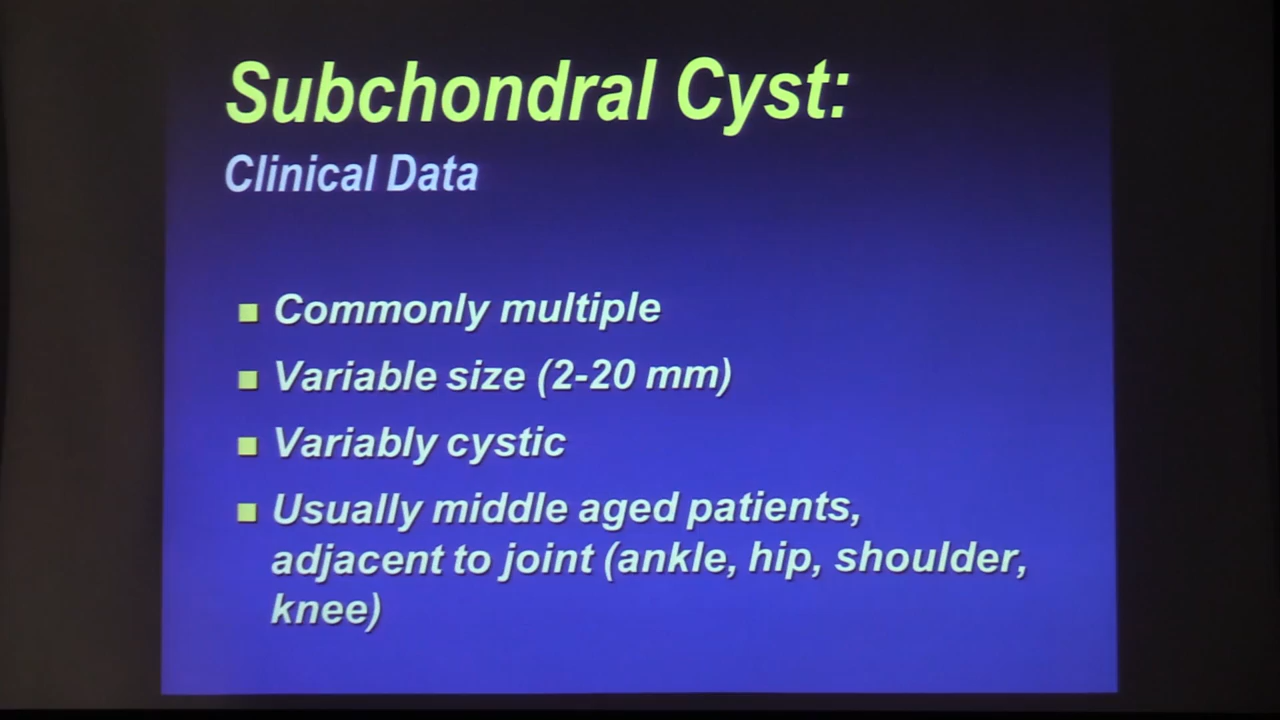 Subchondral Cyst:
Clinical Data
Commonly multiple
Variable size (2-20 mm)
Variably cystic
Usually middle aged patients,
adjacent to joint (ankle, hip, shoulder,
knee)